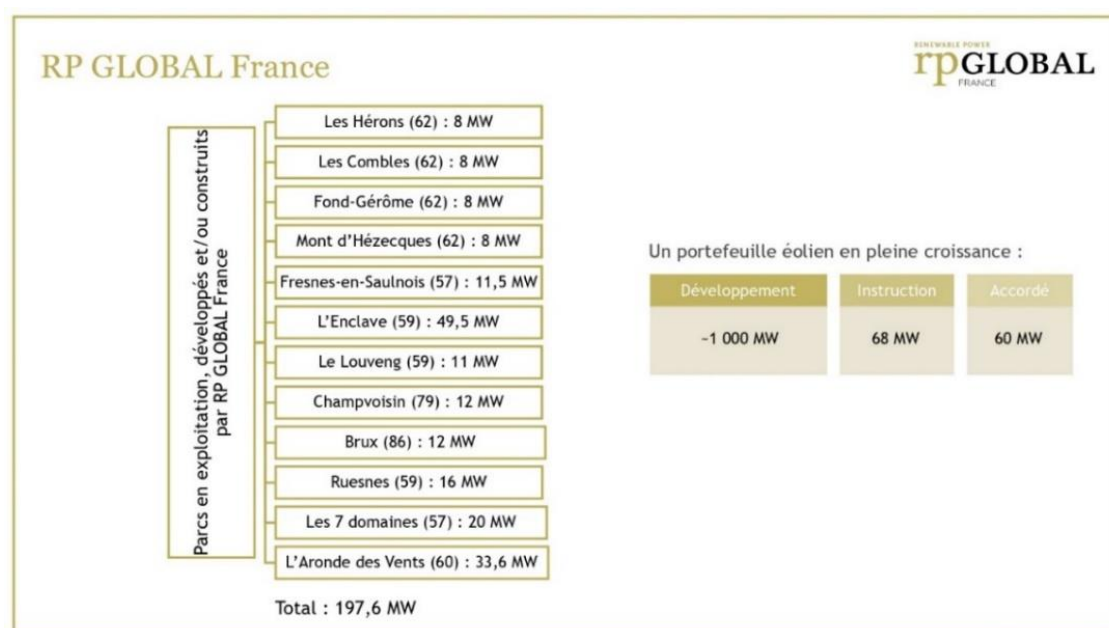 RP GLOBAL France
RENEWABLE POWER
rpGLOBAL
FRANCE
Parcs en exploitation, développés et/ou construits
par RP GLOBAL France
Les Hérons (62) : 8 MW
Les Combles (62) : 8 MW
Fond-Gérôme (62) : 8 MW
Mont d'Hézecques (62) : 8 MW
Fresnes-en-Saulnois (57) : 11,5 MW
L'Enclave (59) : 49,5 MW
Le Louveng (59) : 11 MW
Champvoisin (79) : 12 MW
Brux (86) : 12 MW
Ruesnes (59) : 16 MW
Les 7 domaines (57) : 20 MW
L'Aronde des Vents (60) : 33,6 MW
Total : 197,6 MW
Un portefeuille éolien en pleine croissance :
Développement Instruction Accordé
~1 000 MW 68 MW 60 MW